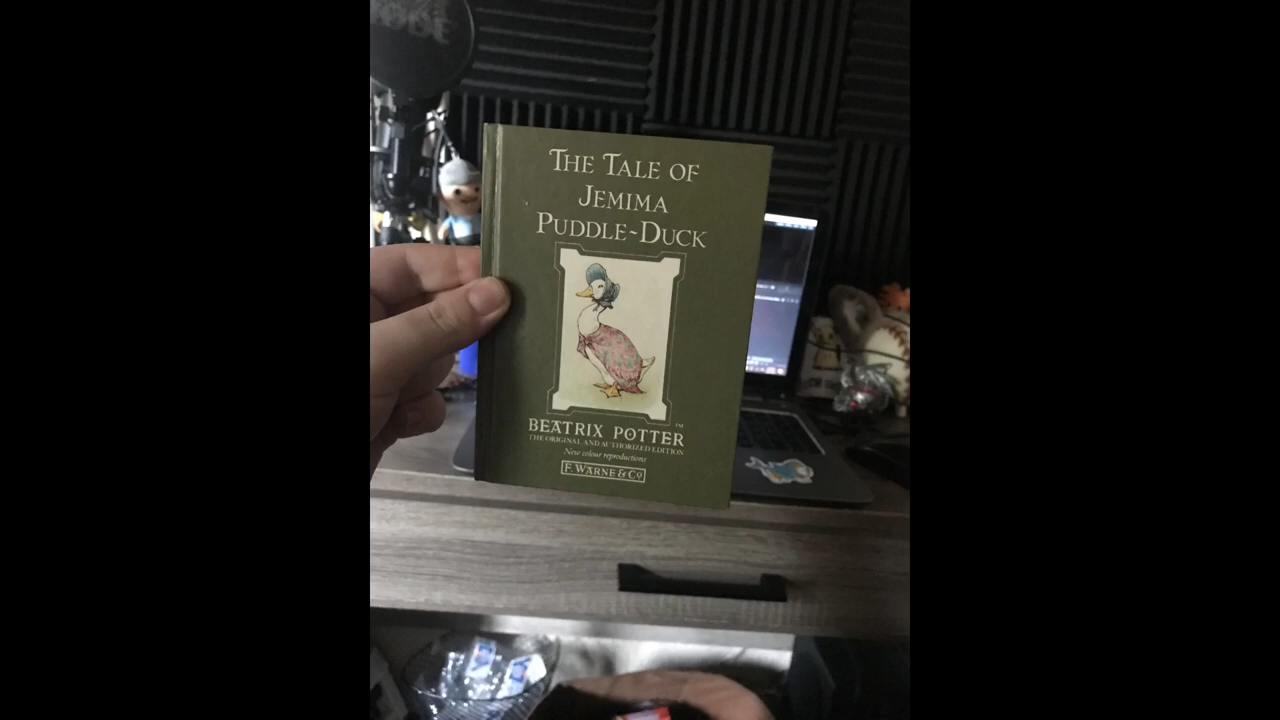 THE TALE OF
JEMIMA
PUDDLE~DUCK
BEATRIX POTTER
THE ORIGINAL AND AUTHORIZED EDITION
New colour reproductions
F. WARNE & Co